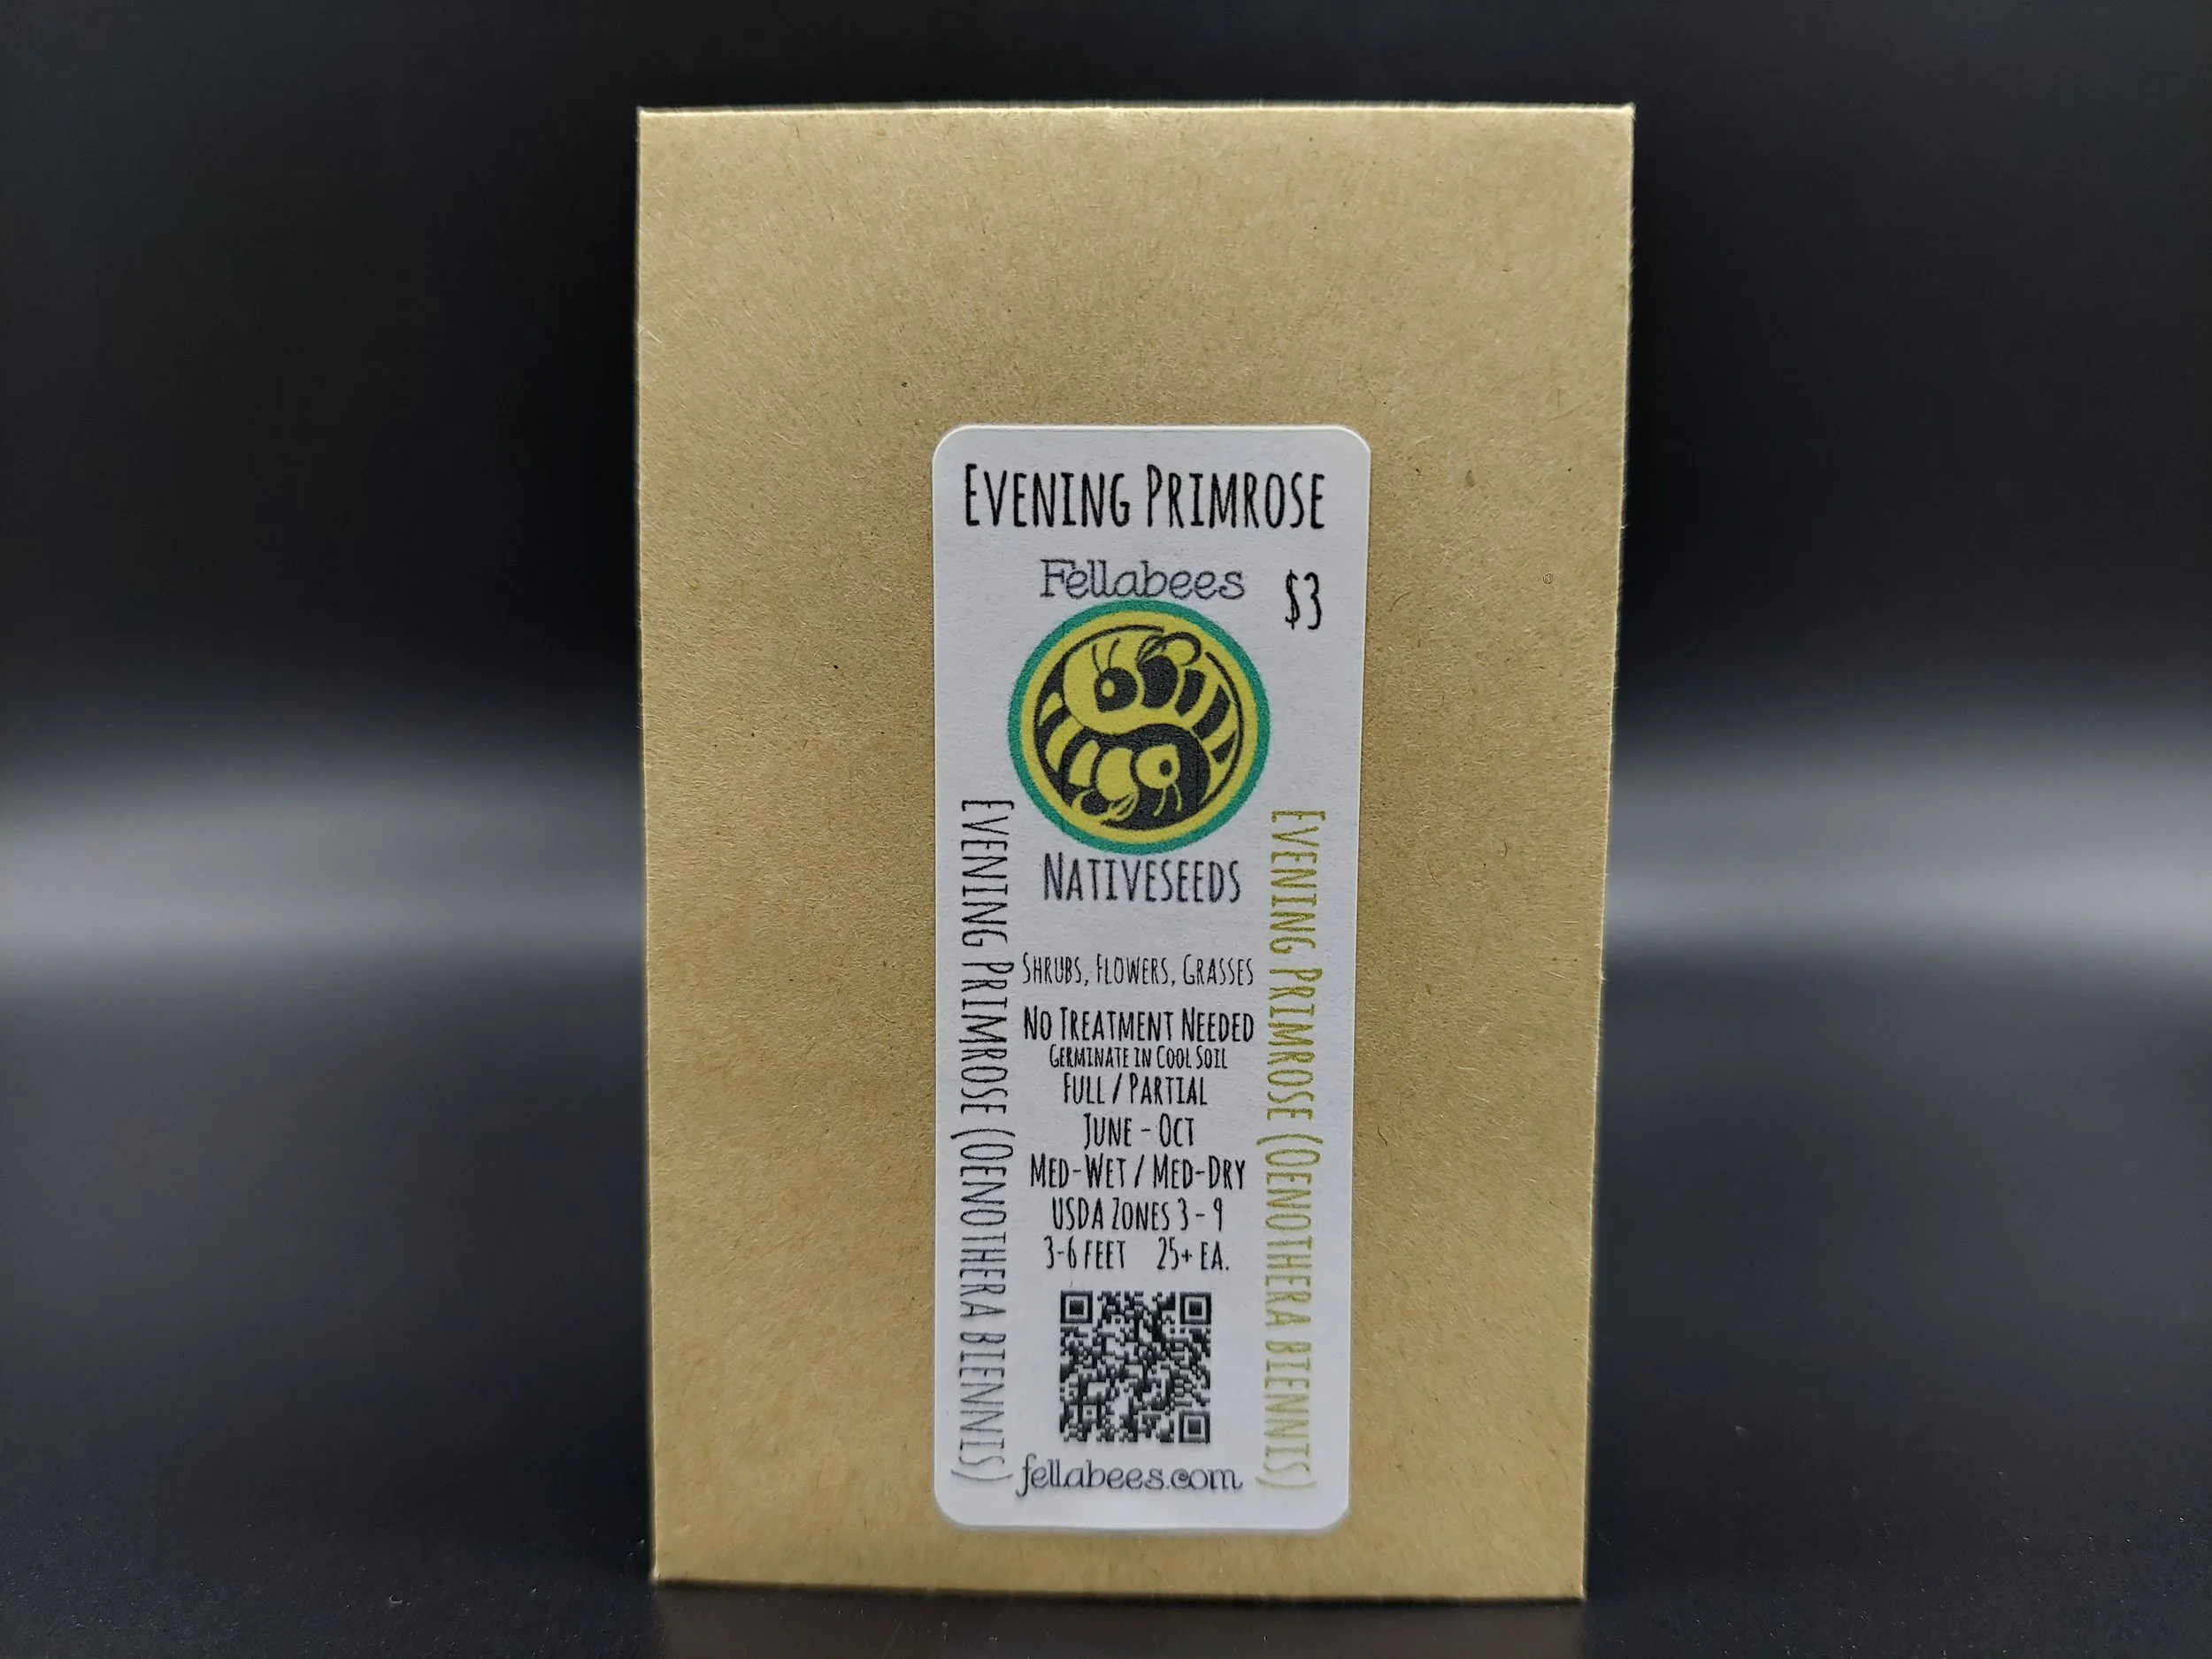 Evening Primrose
Fellabees
$3
Nativeseeds
Evening Primrose (Oenothera biennis)
Evening Primrose (Oenothera biennis)
Shrubs, Flowers, Grasses
No Treatment Needed
Germinate in Cool Soil
Full / Partial
June - Oct
Med-Wet / Med-Dry
USDA Zones 3 - 9
3-6 feet 25+ ea.
fellabees.com